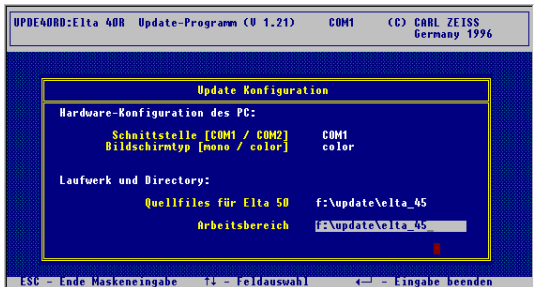 UPDE40RD:Elta 40R Update-Programm (V 1.21) COM1 (C) CARL ZEISS
Germany 1996
Update Konfiguration
Hardware-Konfiguration des PC:
Schnittstelle [COM1 / COM2] COM1
Bildschirmtyp [mono / color] color
Laufwerk und Directory:
Quellfiles für Elta 50 f:\update\elta_45
Arbeitsbereich f:\update\elta_45_
ESC - Ende Maskeneingabe ↑↓ - Feldauswahl ←┘ - Eingabe beenden